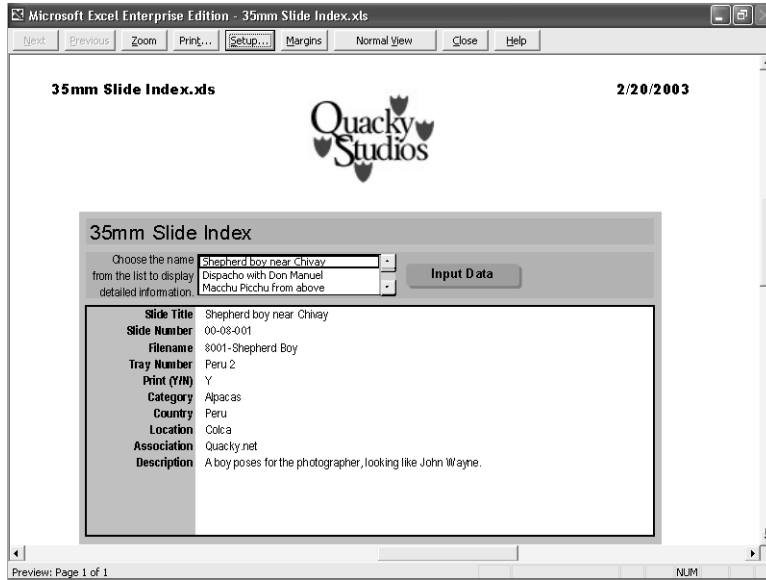 Microsoft Excel Enterprise Edition - 35mm Slide Index.xls
Next Previous Zoom Print... Setup... Margins Normal View Close Help
35mm Slide Index.xls 2/20/2003
Quacky
Studios
35mm Slide Index
Choose the name
from the list to display
detailed information.
Shepherd boy near Chivay
Dispacho with Don Manuel
Macchu Picchu from above
Input Data
Slide Title Shepherd boy near Chivay
Slide Number 00-08-001
Filename 8001-Shepherd Boy
Tray Number Peru 2
Print (Y/N) Y
Category Alpacas
Country Peru
Location Colca
Association Quacky.net
Description A boy poses for the photographer, looking like John Wayne.
Preview: Page 1 of 1 NUM